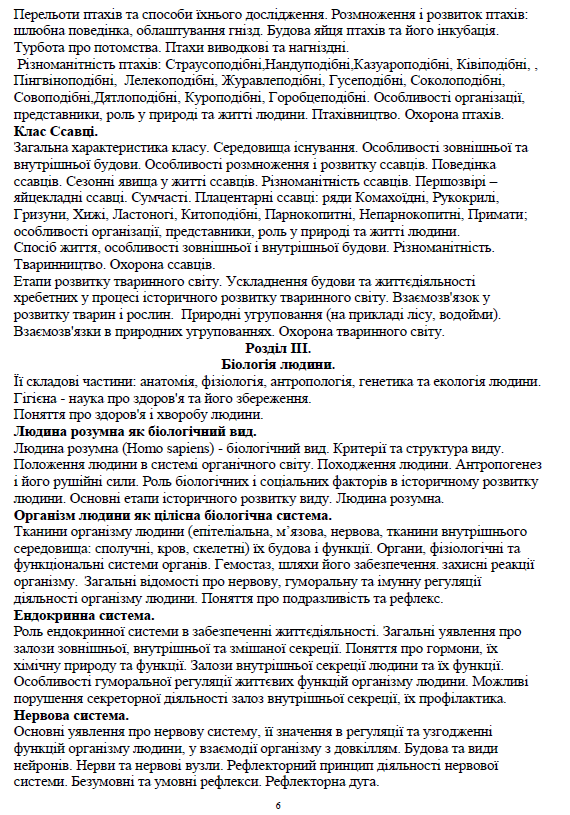 Перельоти птахів та способи їхнього дослідження. Розмноження і розвиток птахів:
шлюбна поведінка, облаштування гнізд. Будова яйця птахів та його інкубація.
Турбота про потомства. Птахи виводкові та нагніздні.
Різноманітність птахів: Страусоподібні,Нандуподібні,Казуароподібні, Ківіподібні, ,
Пінгвіноподібні, Лелекоподібні, Журавлеподібні, Гусеподібні, Соколоподібні,
Совоподібні,Дятлоподібні, Куроподібні, Горобцеподібні. Особливості організації,
представники, роль у природі та житті людини. Птахівництво. Охорона птахів.
Клас Ссавці.
Загальна характеристика класу. Середовища існування. Особливості зовнішньої та
внутрішньої будови. Особливості розмноження і розвитку ссавців. Поведінка
ссавців. Сезонні явища у житті ссавців. Різноманітність ссавців. Першозвірі –
яйцекладні ссавці. Сумчасті. Плацентарні ссавці: ряди Комахоїдні, Рукокрилі,
Гризуни, Хижі, Ластоногі, Китоподібні, Парнокопитні, Непарнокопитні, Примати;
особливості організації, представники, роль у природі та житті людини.
Спосіб життя, особливості зовнішньої і внутрішньої будови. Різноманітність.
Тваринництво. Охорона ссавців.
Етапи розвитку тваринного світу. Ускладнення будови та життєдіяльності
хребетних у процесі історичного розвитку тваринного світу. Взаємозв'язок у
розвитку тварин і рослин. Природні угруповання (на прикладі лісу, водойми).
Взаємозв'язки в природних угрупованнях. Охорона тваринного світу.
Розділ III.
Біологія людини.
Її складові частини: анатомія, фізіологія, антропологія, генетика та екологія людини.
Гігієна - наука про здоров'я та його збереження.
Поняття про здоров'я і хворобу людини.
Людина розумна як біологічний вид.
Людина розумна (Homo sapiens) - біологічний вид. Критерії та структура виду.
Положення людини в системі органічного світу. Походження людини. Антропогенез
і його рушійні сили. Роль біологічних і соціальних факторів в історичному розвитку
людини. Основні етапи історичного розвитку виду. Людина розумна.
Організм людини як цілісна біологічна система.
Тканини організму людини (епітеліальна, м’язова, нервова, тканини внутрішнього
середовища: сполучні, кров, скелетні) їх будова і функції. Органи, фізіологічні та
функціональні системи органів. Гемостаз, шляхи його забезпечення. захисні реакції
організму. Загальні відомості про нервову, гуморальну та імунну регуляції
діяльності організму людини. Поняття про подразливість та рефлекс.
Ендокринна система.
Роль ендокринної системи в забезпеченні життєдіяльності. Загальні уявлення про
залози зовнішньої, внутрішньої та змішаної секреції. Поняття про гормони, їх
хімічну природу та функції. Залози внутрішньої секреції людини та їх функції.
Особливості гуморальної регуляції життєвих функцій організму людини. Можливі
порушення секреторної діяльності залоз внутрішньої секреції, їх профілактика.
Нервова система.
Основні уявлення про нервову систему, її значення в регуляції та узгодженні
функцій організму людини, у взаємодії організму з довкіллям. Будова та види
нейронів. Нерви та нервові вузли. Рефлекторний принцип діяльності нервової
системи. Безумовні та умовні рефлекси. Рефлекторна дуга.
6